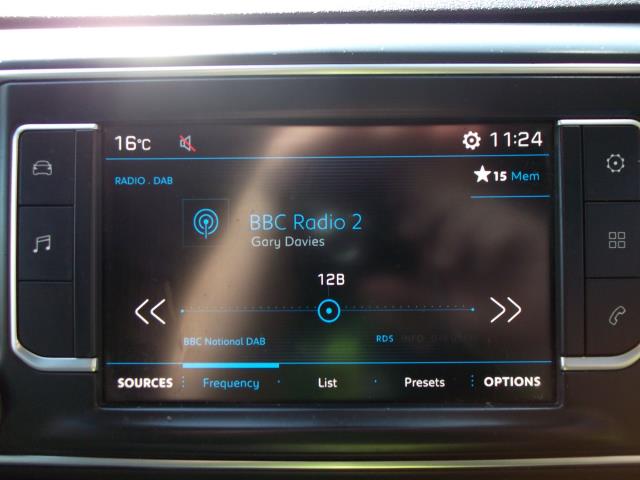 16°C 11:24
RADIO . DAB 15 Mem
BBC Radio 2
Gary Davies
12B
BBC National DAB RDS INFO
SOURCES Frequency List Presets OPTIONS